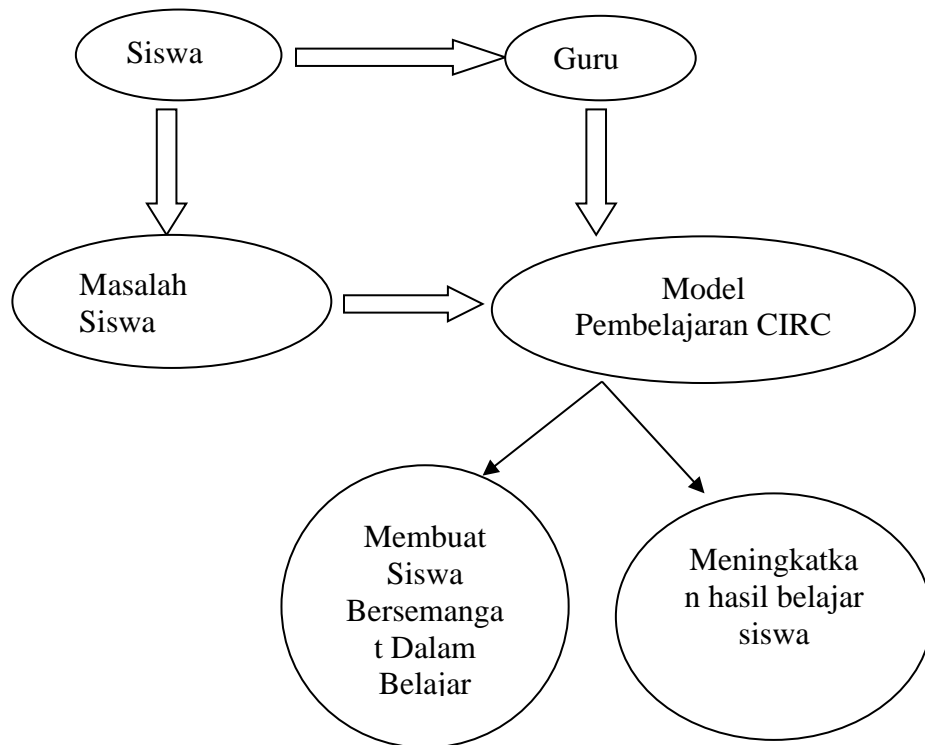 Siswa
Guru
Masalah
Siswa
Model
Pembelajaran CIRC
Membuat
Siswa
Bersemanga
t Dalam
Belajar
Meningkatka
n hasil belajar
siswa